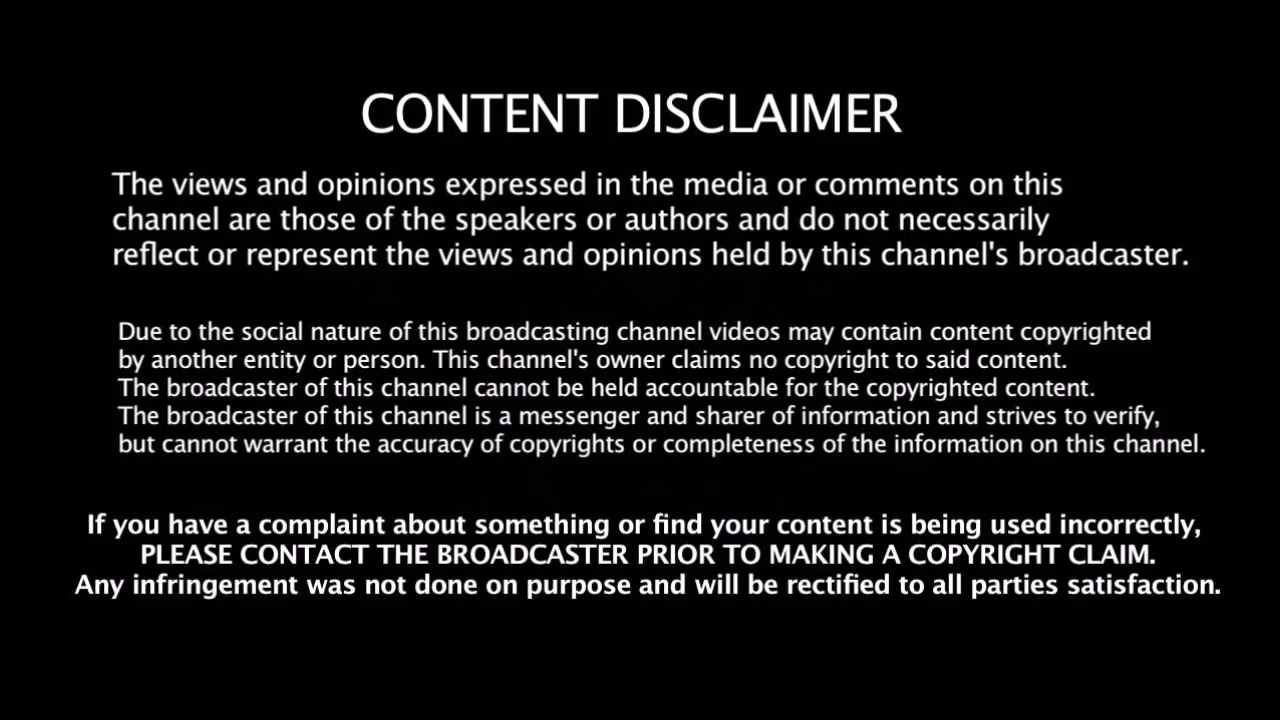 CONTENT DISCLAIMER
The views and opinions expressed in the media or comments on this
channel are those of the speakers or authors and do not necessarily
reflect or represent the views and opinions held by this channel's broadcaster.
Due to the social nature of this broadcasting channel videos may contain content copyrighted
by another entity or person. This channel's owner claims no copyright to said content.
The broadcaster of this channel cannot be held accountable for the copyrighted content.
The broadcaster of this channel is a messenger and sharer of information and strives to verify,
but cannot warrant the accuracy of copyrights or completeness of the information on this channel.
If you have a complaint about something or find your content is being used incorrectly,
PLEASE CONTACT THE BROADCASTER PRIOR TO MAKING A COPYRIGHT CLAIM.
Any infringement was not done on purpose and will be rectified to all parties satisfaction.